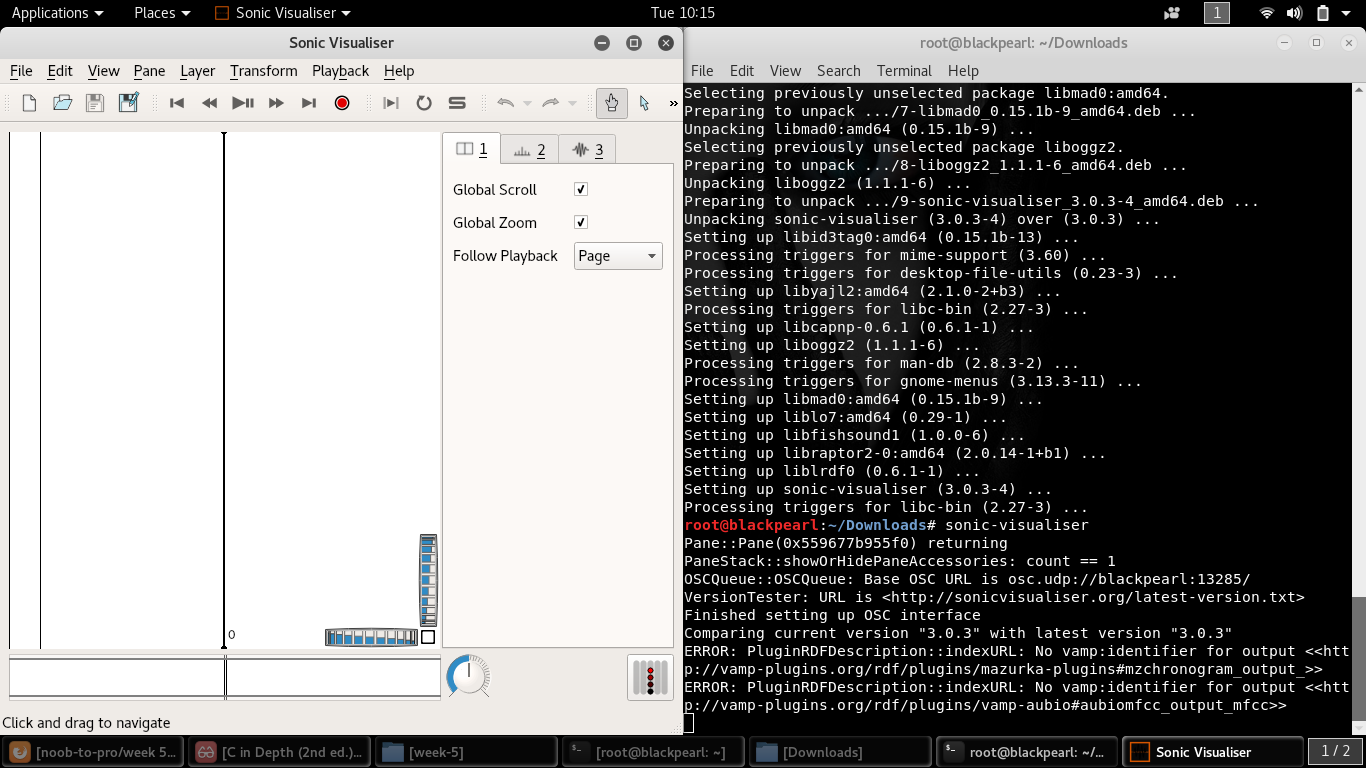 Applications Places Sonic Visualiser Tue 10:15 1
Sonic Visualiser
File Edit View Pane Layer Transform Playback Help
»
1 2 3
Global Scroll
Global Zoom
Follow Playback Page
0
Click and drag to navigate
root@blackpearl: ~/Downloads
File Edit View Search Terminal Help
Selecting previously unselected package libmad0:amd64.
Preparing to unpack .../7-libmad0_0.15.1b-9_amd64.deb ...
Unpacking libmad0:amd64 (0.15.1b-9) ...
Selecting previously unselected package liboggz2.
Preparing to unpack .../8-liboggz2_1.1.1-6_amd64.deb ...
Unpacking liboggz2 (1.1.1-6) ...
Preparing to unpack .../9-sonic-visualiser_3.0.3-4_amd64.deb ...
Unpacking sonic-visualiser (3.0.3-4) over (3.0.3) ...
Setting up libid3tag0:amd64 (0.15.1b-13) ...
Processing triggers for mime-support (3.60) ...
Processing triggers for desktop-file-utils (0.23-3) ...
Setting up libyajl2:amd64 (2.1.0-2+b3) ...
Processing triggers for libc-bin (2.27-3) ...
Setting up libcapnp-0.6.1 (0.6.1-1) ...
Setting up liboggz2 (1.1.1-6) ...
Processing triggers for man-db (2.8.3-2) ...
Processing triggers for gnome-menus (3.13.3-11) ...
Setting up libmad0:amd64 (0.15.1b-9) ...
Setting up liblo7:amd64 (0.29-1) ...
Setting up libfishsound1 (1.0.0-6) ...
Setting up libraptor2-0:amd64 (2.0.14-1+b1) ...
Setting up liblrdf0 (0.6.1-1) ...
Setting up sonic-visualiser (3.0.3-4) ...
Processing triggers for libc-bin (2.27-3) ...
root@blackpearl:~/Downloads# sonic-visualiser
Pane::Pane(0x559677b955f0) returning
PaneStack::showOrHidePaneAccessories: count == 1
OSCQueue::OSCQueue: Base OSC URL is osc.udp://blackpearl:13285/
VersionTester: URL is <http://sonicvisualiser.org/latest-version.txt>
Finished setting up OSC interface
Comparing current version "3.0.3" with latest version "3.0.3"
ERROR: PluginRDFDescription::indexURL: No vamp:identifier for output <<htt
p://vamp-plugins.org/rdf/plugins/mazurka-plugins#mzchronogram_output_>>
ERROR: PluginRDFDescription::indexURL: No vamp:identifier for output <<htt
p://vamp-plugins.org/rdf/plugins/vamp-aubio#aubiomfcc_output_mfcc>>
[noob-to-pro/week 5... [C in Depth (2nd ed.)... [week-5] [root@blackpearl: ~] [Downloads] root@blackpearl: ~/... Sonic Visualiser 1 / 2